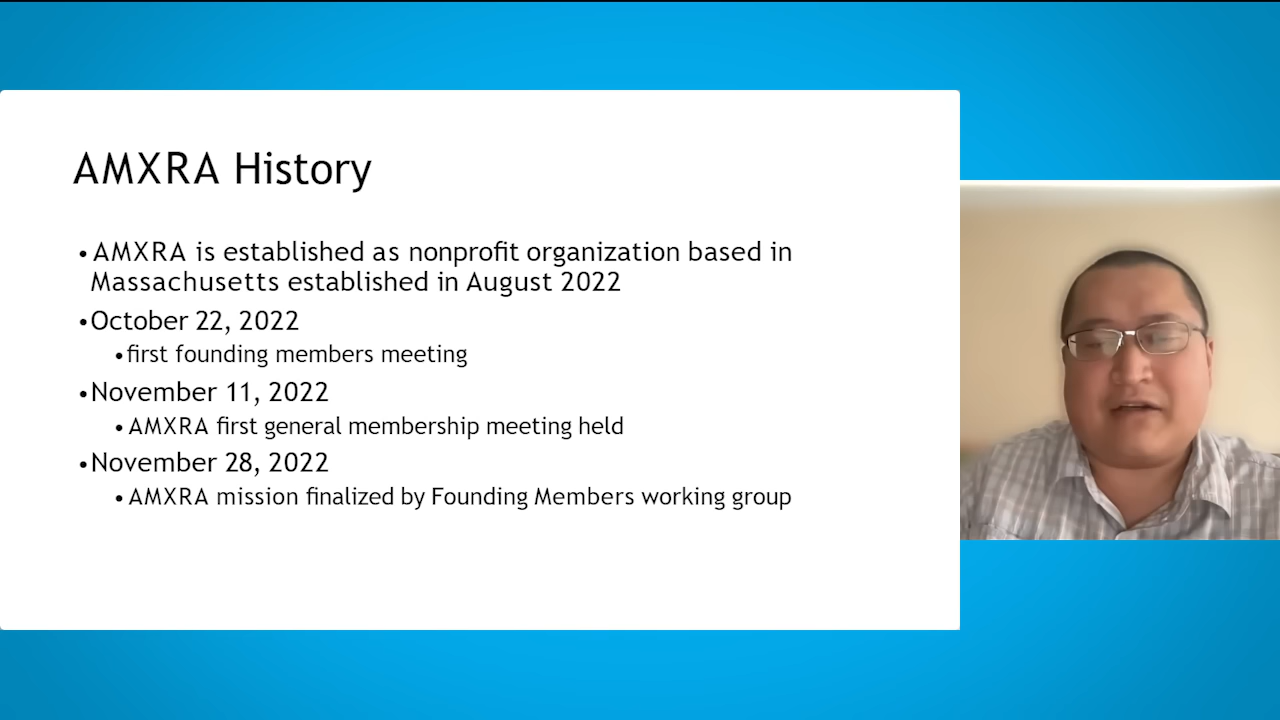 AMXRA History
• AMXRA is established as nonprofit organization based in
Massachusetts established in August 2022
• October 22, 2022
• first founding members meeting
• November 11, 2022
• AMXRA first general membership meeting held
• November 28, 2022
• AMXRA mission finalized by Founding Members working group